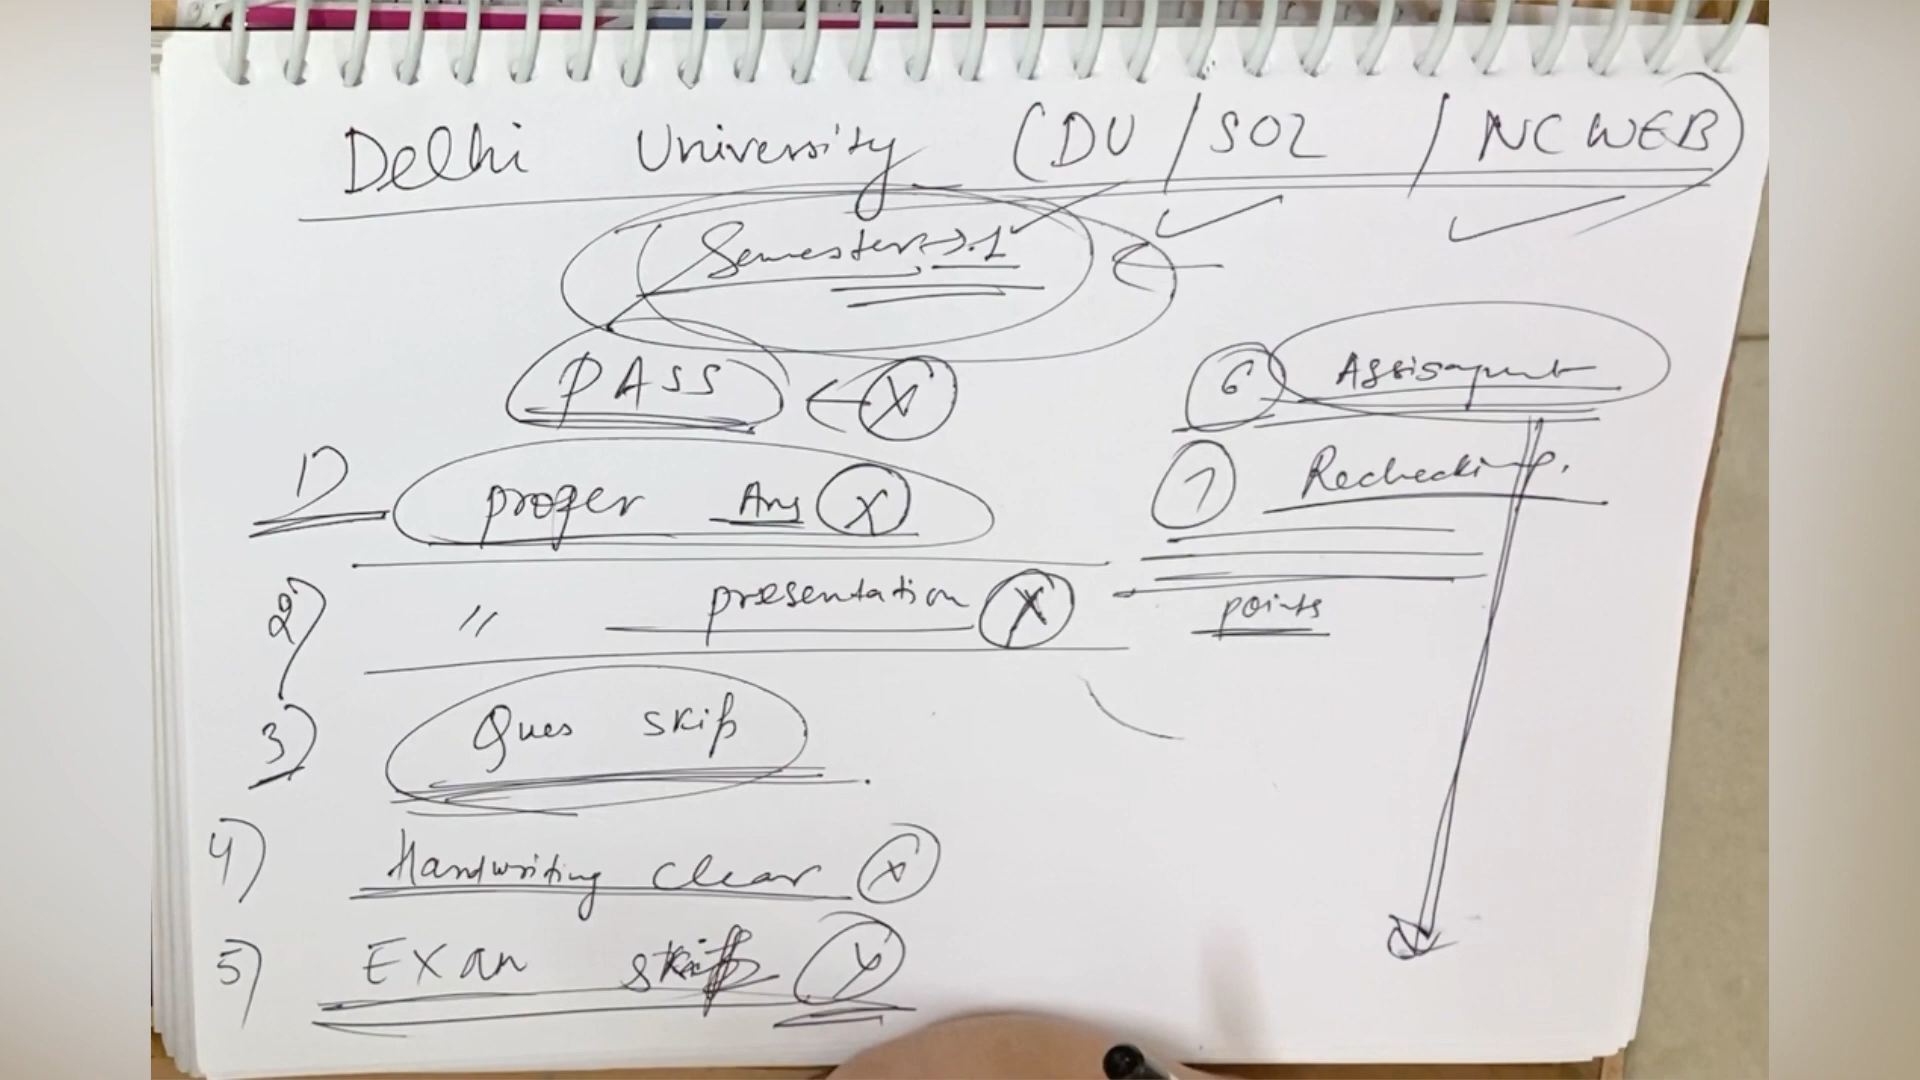 Delhi University (DU / SOL / NCWEB)
Semester → 1
PASS ← X
1) proper Ans X
2) " presentation X
3) Ques skip
4) Handwriting clear X
5) Exam skip X
6 Assisgnment
7 Rechecking.
points